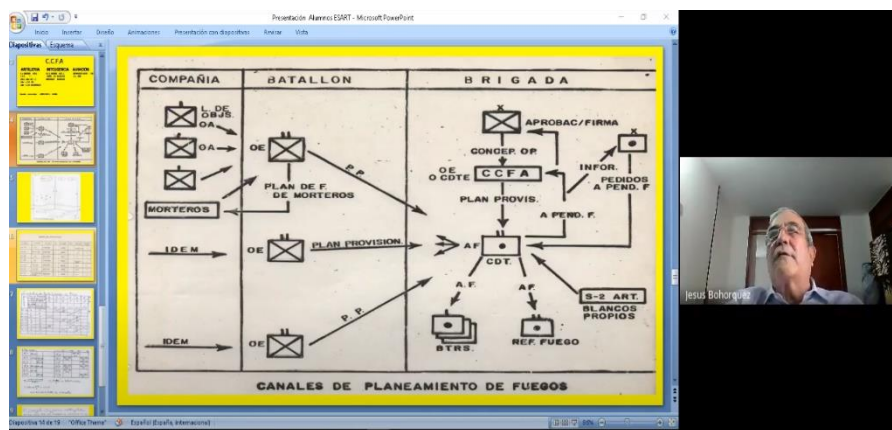 Presentación Alumnos ESART - Microsoft PowerPoint
Inicio Insertar Diseño Animaciones Presentación con diapositivas Revisar Vista
Diapositivas Esquema
C.C.F.A
COMPAÑIA BATALLON BRIGADA
L. DE
OBJS.
OA
OA
MORTEROS
IDEM
IDEM
OE
P.P.
PLAN DE F.
DE MORTEROS
OE
PLAN PROVISION.
OE
P.P.
X
APROBAC/FIRMA
CONCEP. OP.
OE
O CDTE
CCFA
PLAN PROVIS.
X
INFOR.
PEDIDOS
A PEND. F
A PEND. F.
AF
CDT.
A.F.
AF.
S-2 ART.
BLANCOS
PROPIOS
BTRS.
REF. FUEGO
CANALES DE PLANEAMIENTO DE FUEGOS
Jesus Bohorquez
"Office Theme" Español (España, internacional)